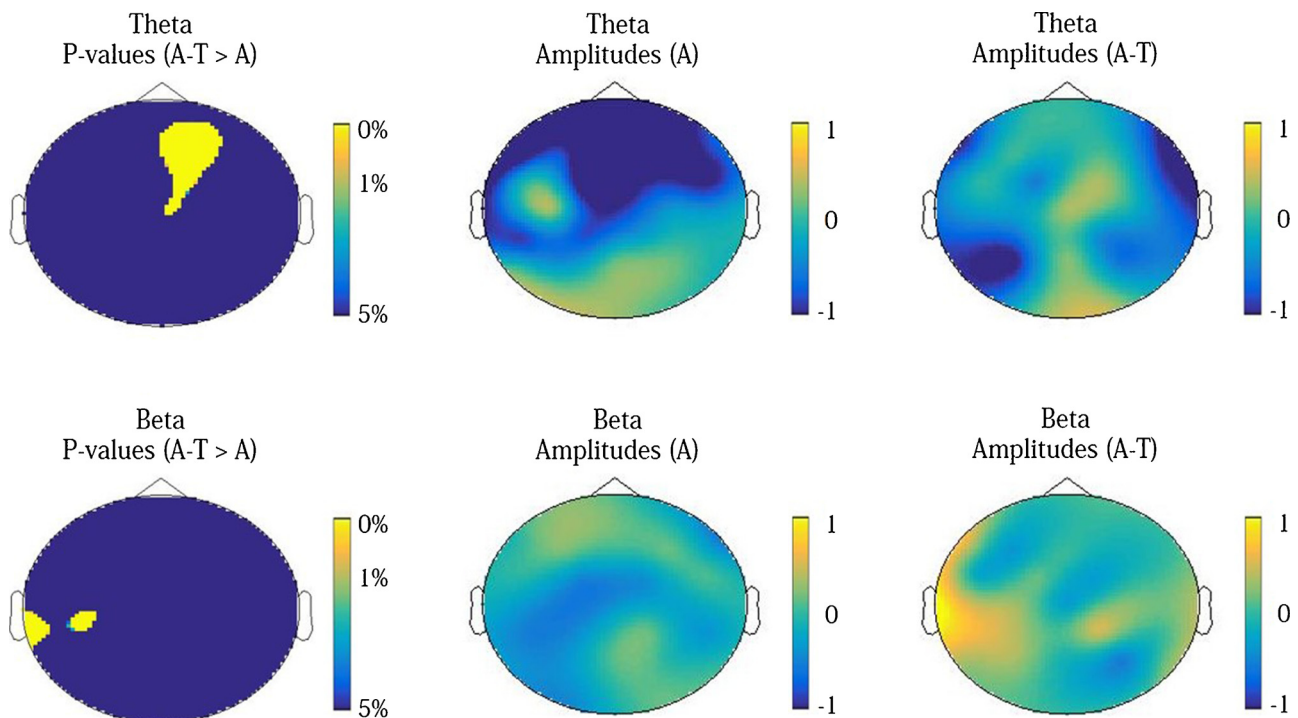 Theta
P-values (A-T > A)
0%
1%
5%
Theta
Amplitudes (A)
1
0
-1
Theta
Amplitudes (A-T)
1
0
-1
Beta
P-values (A-T > A)
0%
1%
5%
Beta
Amplitudes (A)
1
0
-1
Beta
Amplitudes (A-T)
1
0
-1